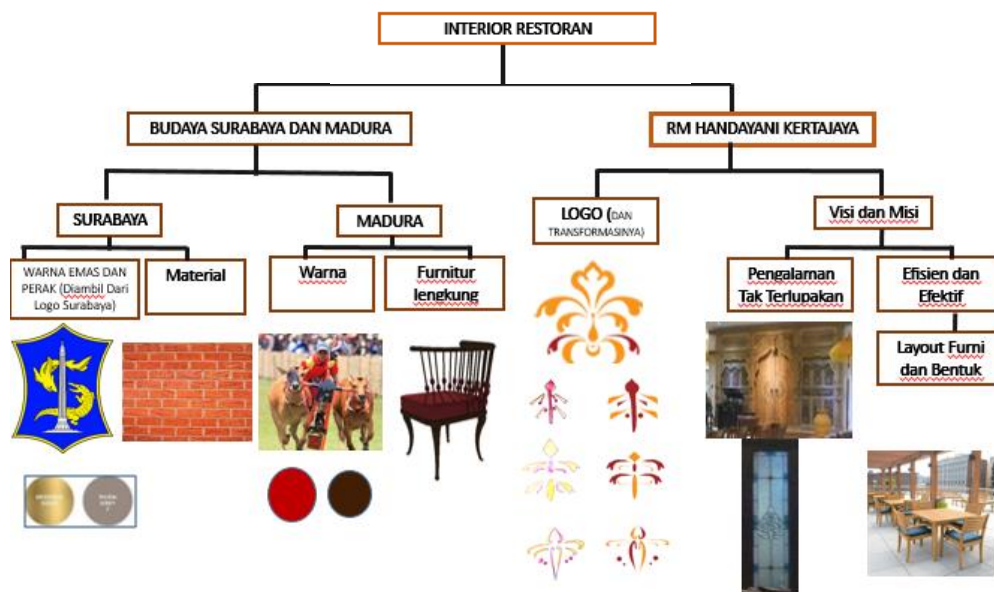 INTERIOR RESTORAN
BUDAYA SURABAYA DAN MADURA
RM HANDAYANI KERTAJAYA
SURABAYA
MADURA
LOGO (DAN
TRANSFORMASINYA)
Visi dan Misi
WARNA EMAS DAN
PERAK (Diambil Dari
Logo Surabaya)
Material
Warna
Furnitur
lengkung
Pengalaman
Tak Terlupakan
Efisien dan
Efektif
Layout Furni
dan Bentuk